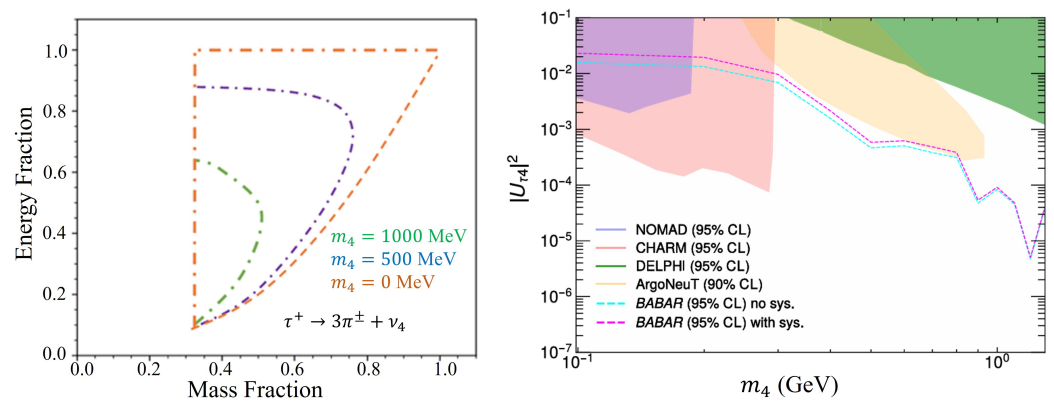 Energy Fraction
1.0
0.8
0.6
0.4
0.2
0.0
m₄ = 1000 MeV
m₄ = 500 MeV
m₄ = 0 MeV
τ⁺ → 3π± + ν₄
0.0 0.2 0.4 0.6 0.8 1.0
Mass Fraction
|Uτ4|²
10⁻¹
10⁻²
10⁻³
10⁻⁴
10⁻⁵
10⁻⁶
10⁻⁷
NOMAD (95% CL)
CHARM (95% CL)
DELPHI (95% CL)
ArgoNeuT (90% CL)
BABAR (95% CL) no sys.
BABAR (95% CL) with sys.
10⁻¹ 10⁰
m₄ (GeV)